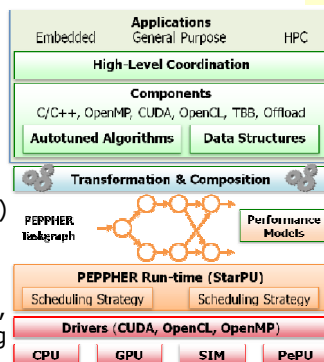 Applications
Embedded General Purpose HPC
High-Level Coordination
Components
C/C++, OpenMP, CUDA, OpenCL, TBB, Offload
Autotuned Algorithms Data Structures
Transformation & Composition
)
PEPPHER Performance
Taskgraph Models
PEPPHER Run-time (StarPU)
Scheduling Strategy Scheduling Strategy
,
Drivers (CUDA, OpenCL, OpenMP)
g
CPU GPU SIM PePU